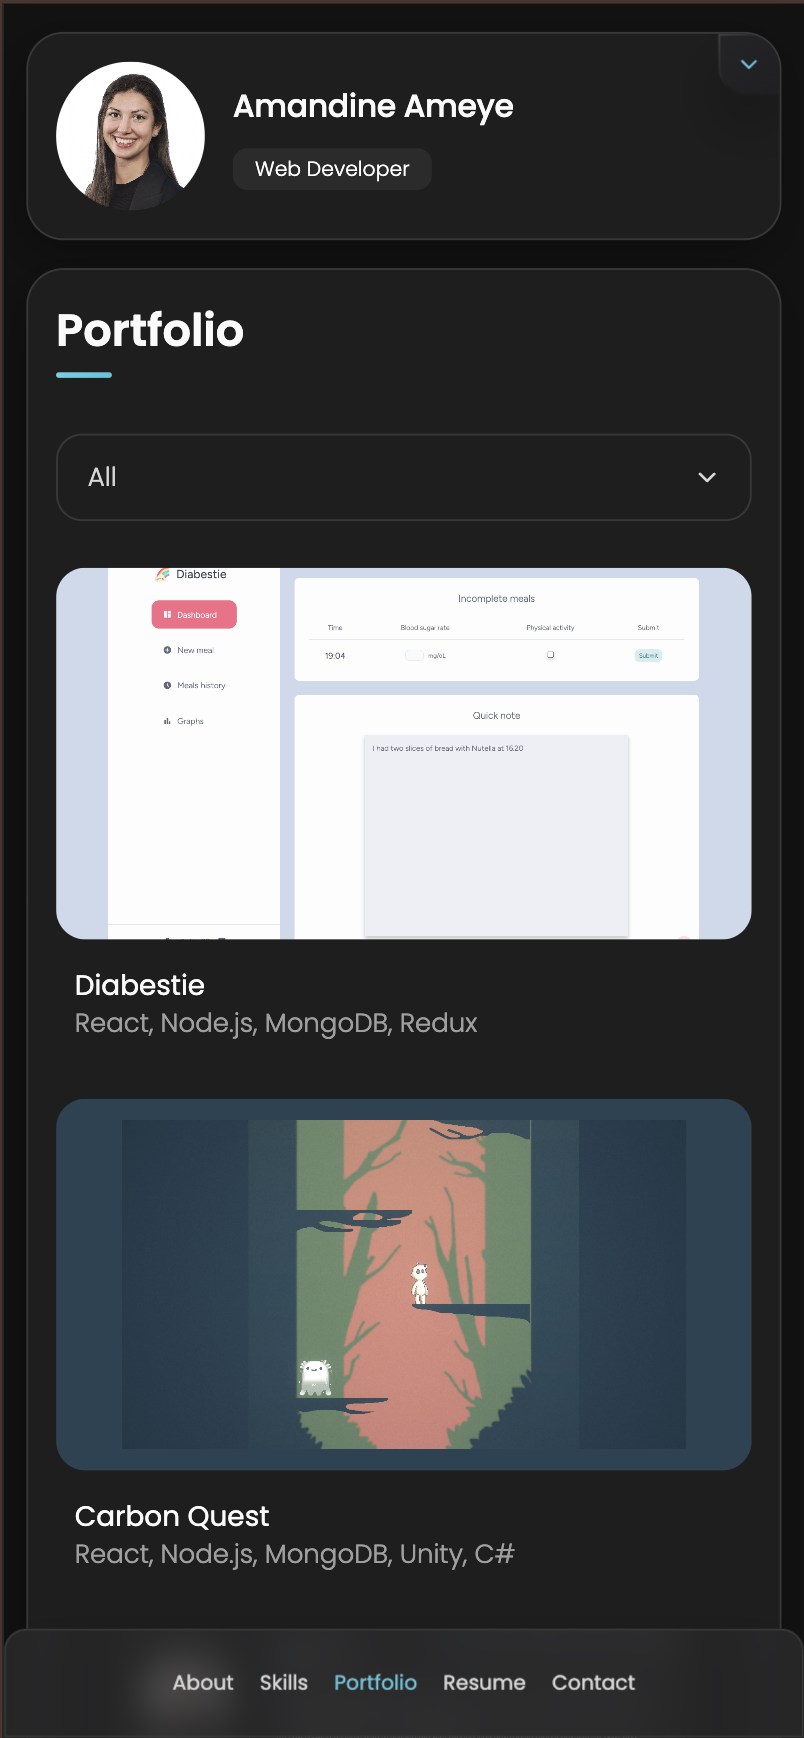 Amandine Ameye
Web Developer
Portfolio
All
Diabestie
Dashboard
New meal
Meals history
Graphs
Incomplete meals
Time Blood sugar rate Physical activity Submit
19:04 mg/dL Submit
Quick note
I had two slices of bread with Nutella at 16.20
Diabestie
React, Node.js, MongoDB, Redux
Carbon Quest
React, Node.js, MongoDB, Unity, C#
About Skills Portfolio Resume Contact